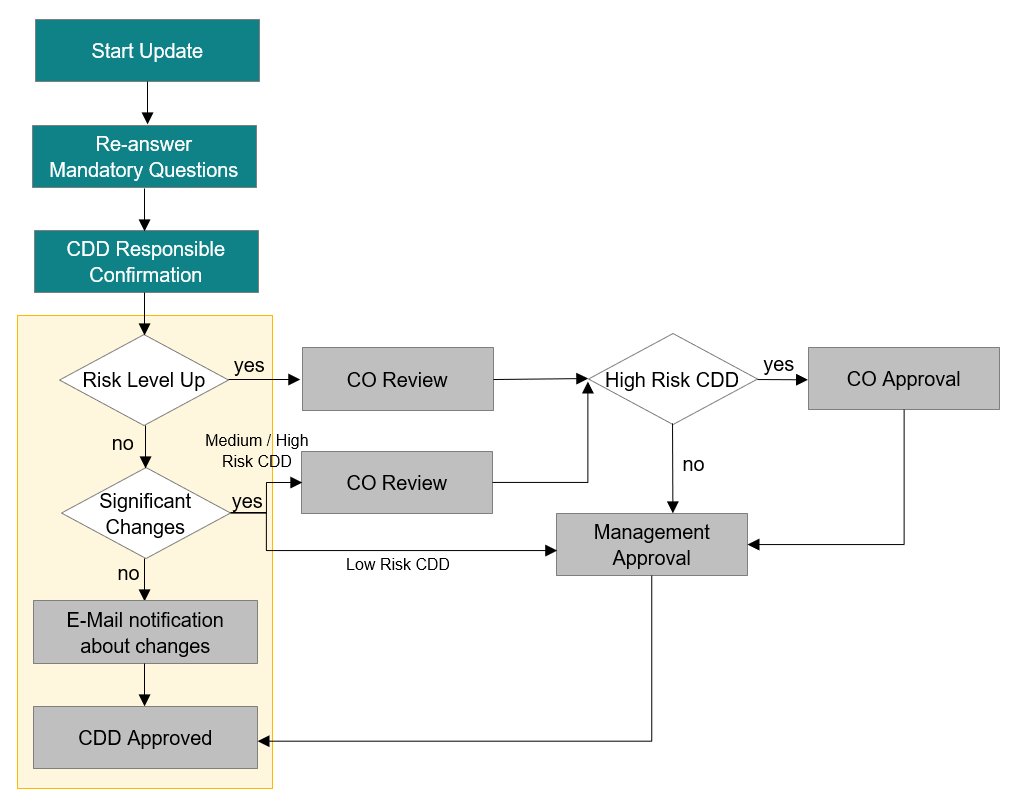 Start Update
Re-answer
Mandatory Questions
CDD Responsible
Confirmation
Risk Level Up
yes
CO Review
High Risk CDD
yes
CO Approval
no
Medium / High
Risk CDD
Significant
Changes
yes
CO Review
no
Management
Approval
Low Risk CDD
no
E-Mail notification
about changes
CDD Approved